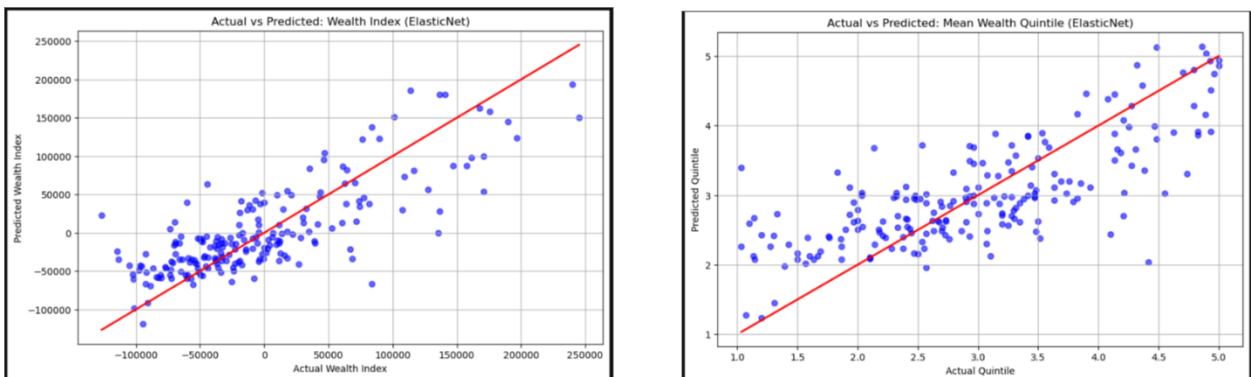 Actual vs Predicted: Wealth Index (ElasticNet)
250000
200000
150000
100000
50000
0
−50000
−100000
Predicted Wealth Index
−100000 −50000 0 50000 100000 150000 200000 250000
Actual Wealth Index
Actual vs Predicted: Mean Wealth Quintile (ElasticNet)
5
4
3
2
1
Predicted Quintile
1.0 1.5 2.0 2.5 3.0 3.5 4.0 4.5 5.0
Actual Quintile